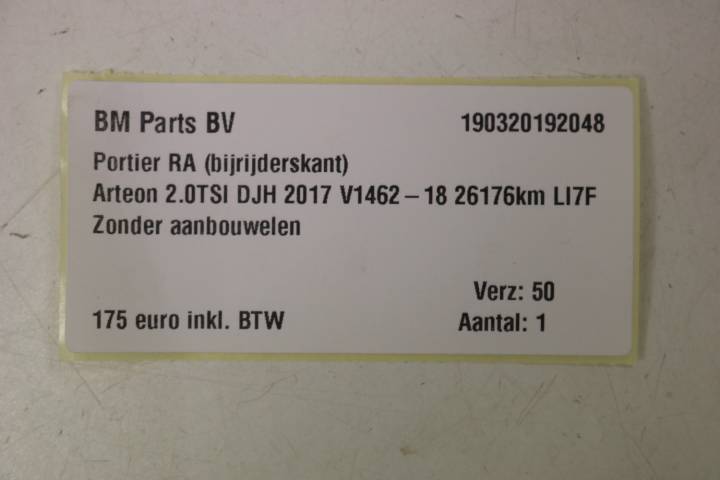 BM Parts BV 190320192048
Portier RA (bijrijderskant)
Arteon 2.0TSI DJH 2017 V1462 – 18 26176km LI7F
Zonder aanbouwelen
Verz: 50
175 euro inkl. BTW Aantal: 1